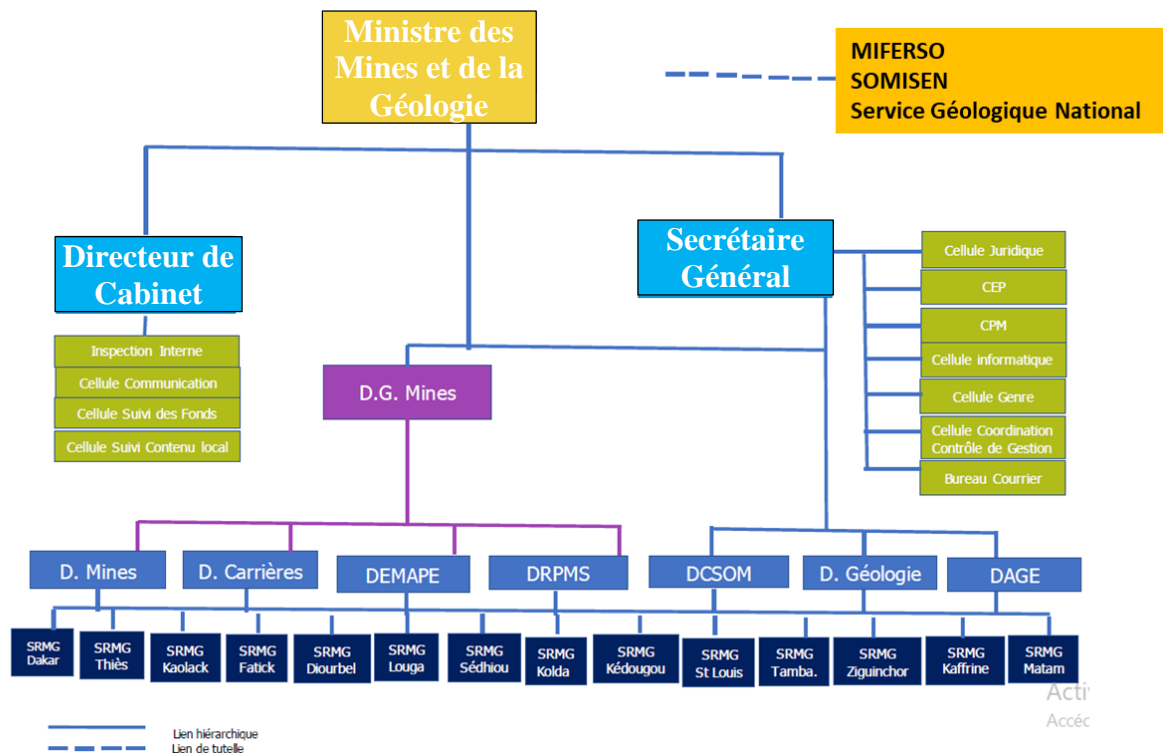 Ministre des
Mines et de la
Géologie
MIFERSO
SOMISEN
Service Géologique National
Directeur de
Cabinet
Secrétaire
Général
Inspection Interne
Cellule Communication
Cellule Suivi des Fonds
Cellule Suivi Contenu local
Cellule Juridique
CEP
CPM
Cellule informatique
Cellule Genre
Cellule Coordination
Contrôle de Gestion
Bureau Courrier
D.G. Mines
D. Mines
D. Carrières
DEMAPE
DRPMS
DCSOM
D. Géologie
DAGE
SRMG
Dakar
SRMG
Thiès
SRMG
Kaolack
SRMG
Fatick
SRMG
Diourbel
SRMG
Louga
SRMG
Sédhiou
SRMG
Kolda
SRMG
Kédougou
SRMG
St Louis
SRMG
Tamba.
SRMG
Ziguinchor
SRMG
Kaffrine
SRMG
Matam
Acti
Accéc
Lien hiérarchique
Lien de tutelle